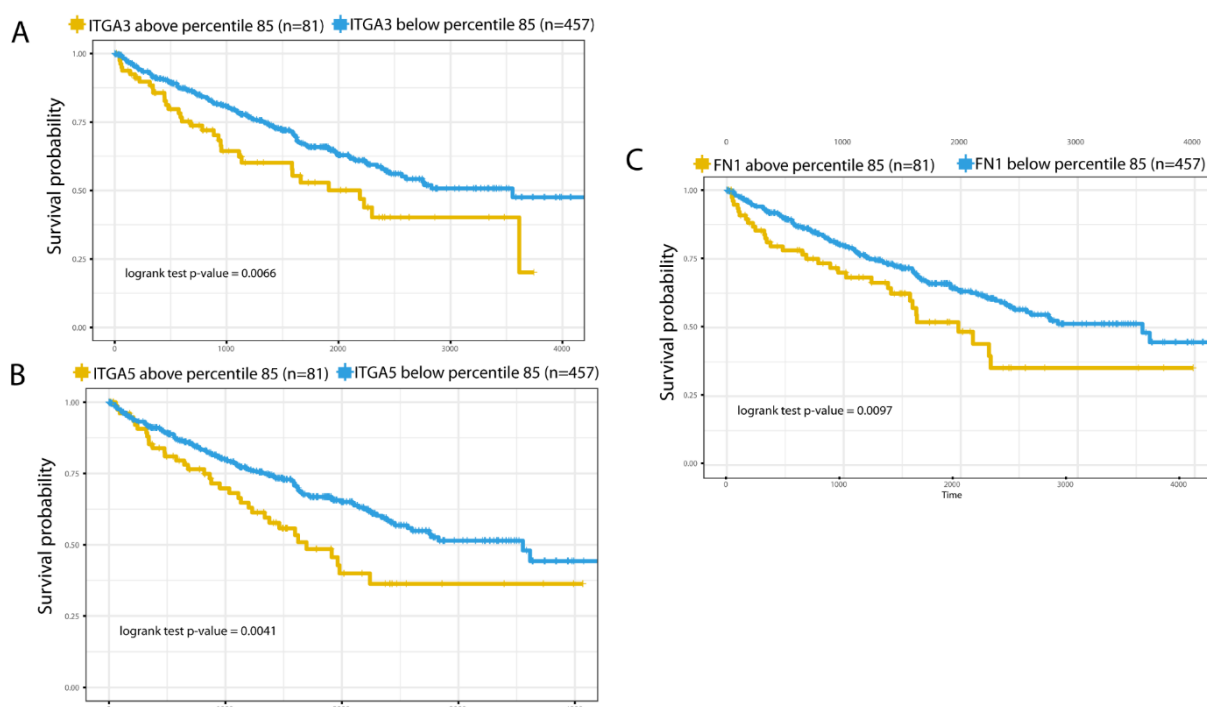 A
ITGA3 above percentile 85 (n=81) ITGA3 below percentile 85 (n=457)
Survival probability
1.00
0.75
0.50
0.25
0.00
logrank test p-value = 0.0066
0 1000 2000 3000 4000
B
ITGA5 above percentile 85 (n=81) ITGA5 below percentile 85 (n=457)
Survival probability
1.00
0.75
0.50
0.25
0.00
logrank test p-value = 0.0041
0 1000 2000 3000 4000
C
FN1 above percentile 85 (n=81) FN1 below percentile 85 (n=457)
Survival probability
1.00
0.75
0.50
0.25
0.00
logrank test p-value = 0.0097
0 1000 2000 3000 4000
Time